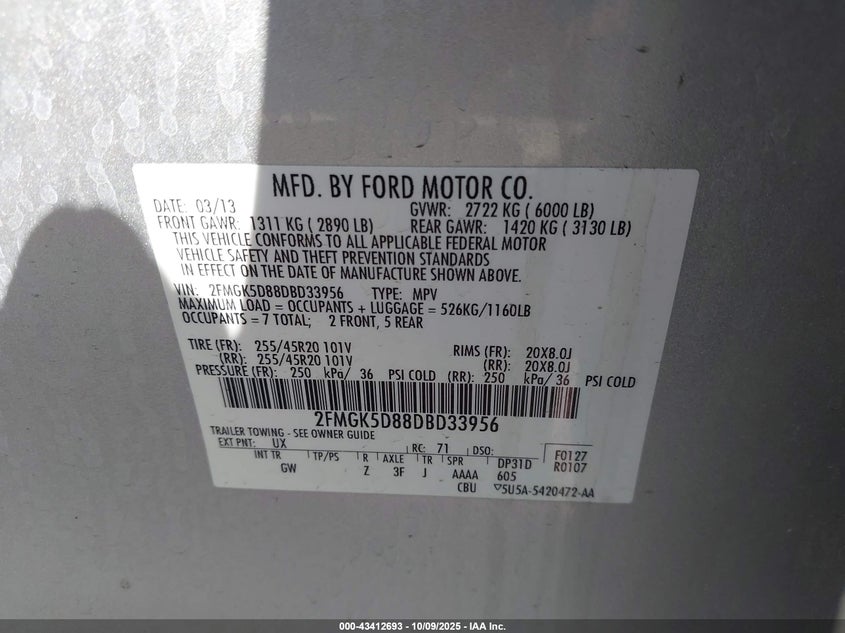 MFD. BY FORD MOTOR CO.
DATE: 03/13 GVWR: 2722 KG ( 6000 LB)
FRONT GAWR: 1311 KG ( 2890 LB) REAR GAWR: 1420 KG ( 3130 LB)
THIS VEHICLE CONFORMS TO ALL APPLICABLE FEDERAL MOTOR
VEHICLE SAFETY AND THEFT PREVENTION STANDARDS
IN EFFECT ON THE DATE OF MANUFACTURE SHOWN ABOVE.
VIN: 2FMGK5D88DBD33956 TYPE: MPV
MAXIMUM LOAD = OCCUPANTS + LUGGAGE = 526KG/1160LB
OCCUPANTS = 7 TOTAL; 2 FRONT, 5 REAR
TIRE (FR): 255/45R20 101V RIMS (FR): 20X8.0J
(RR): 255/45R20 101V (RR): 20X8.0J
PRESSURE (FR): 250 kPa/ 36 PSI COLD (RR): 250 kPa/ 36 PSI COLD
2FMGK5D88DBD33956
TRAILER TOWING - SEE OWNER GUIDE
EXT PNT: UX RC: 71 DSO: F0127
INT TR TP/PS R AXLE TR SPR DP31D R0107
GW Z 3F J AAAA 605
CBU ▽5U5A-5420472-AA
000-43412693 - 10/09/2025 - IAA Inc.